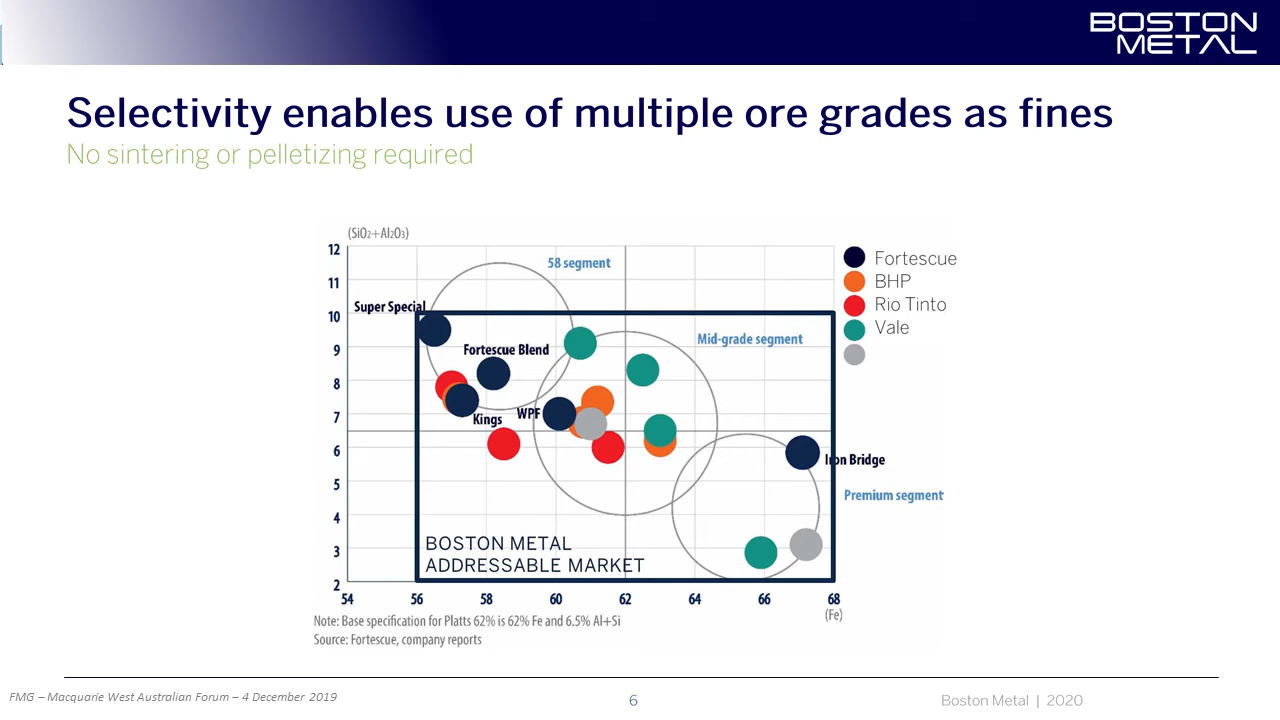 BOSTON
METAL
Selectivity enables use of multiple ore grades as fines
No sintering or pelletizing required
(SiO₂+Al₂O₃)
12
11
10
9
8
7
6
5
4
3
2
54
56
58
60
62
64
66
68
(Fe)
58 segment
Super Special
Fortescue Blend
Mid-grade segment
Kings
WPF
Iron Bridge
Premium segment
BOSTON METAL
ADDRESSABLE MARKET
Fortescue
BHP
Rio Tinto
Vale
Note: Base specification for Platts 62% is 62% Fe and 6.5% Al+Si
Source: Fortescue, company reports
FMG – Macquarie West Australian Forum – 4 December 2019
6
Boston Metal | 2020